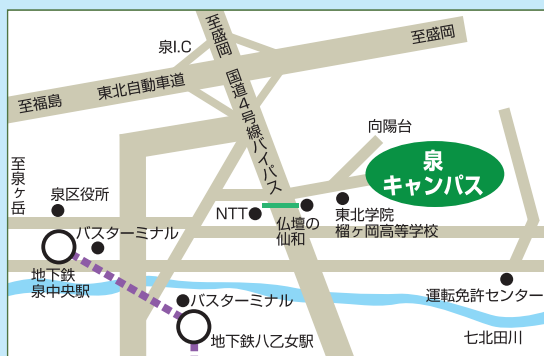 至盛岡
至盛岡
泉I.C
東北自動車道
至福島
国道4号線バイパス
向陽台
泉
キャンパス
至泉ヶ岳
泉区役所
NTT
仏壇の
仙和
東北学院
榴ヶ岡高等学校
バスターミナル
地下鉄
泉中央駅
バスターミナル
運転免許センター
地下鉄八乙女駅
七北田川